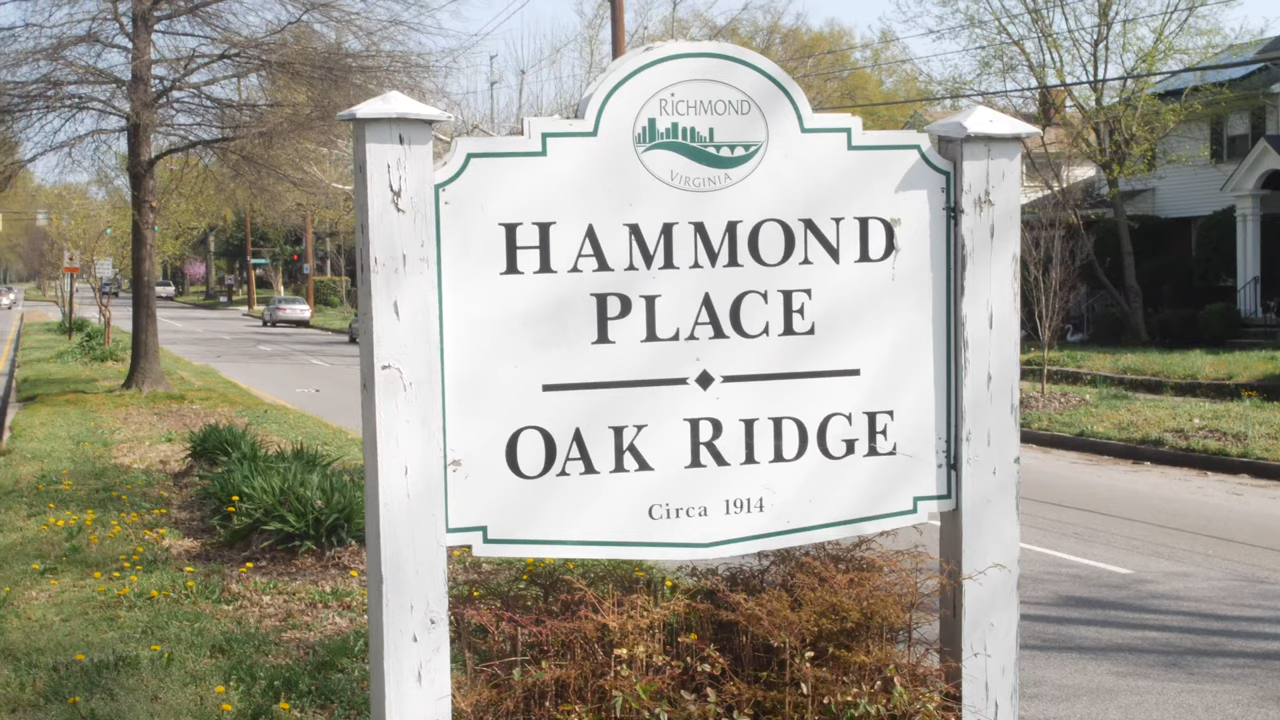 RICHMOND
VIRGINIA
HAMMOND
PLACE
OAK RIDGE
Circa 1914